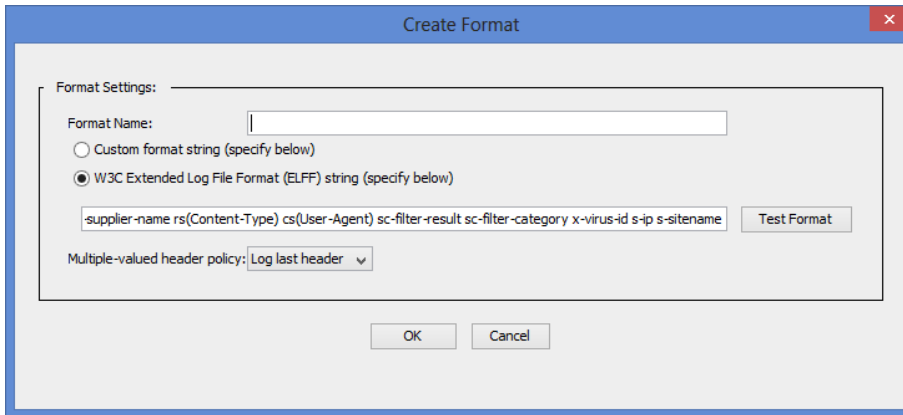 Create Format
Format Settings:
Format Name:
Custom format string (specify below)
W3C Extended Log File Format (ELFF) string (specify below)
-supplier-name rs(Content-Type) cs(User-Agent) sc-filter-result sc-filter-category x-virus-id s-ip s-sitename
Test Format
Multiple-valued header policy: Log last header
OK Cancel